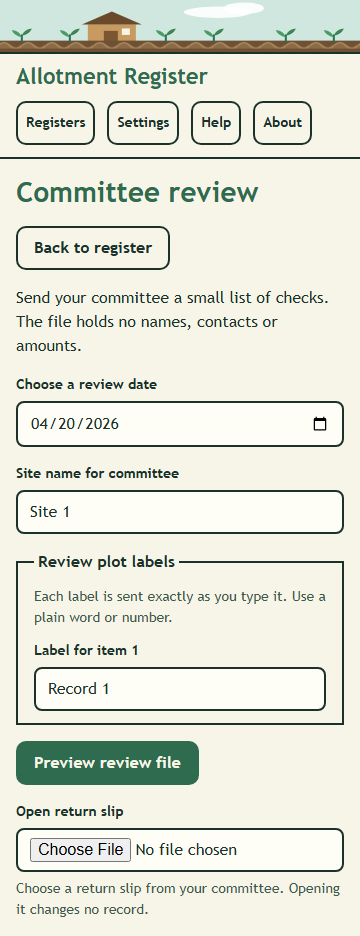 Allotment Register
Registers
Settings
Help
About
Committee review
Back to register
Send your committee a small list of checks.
The file holds no names, contacts or
amounts.
Choose a review date
04/20/2026
Site name for committee
Site 1
Review plot labels
Each label is sent exactly as you type it. Use a
plain word or number.
Label for item 1
Record 1
Preview review file
Open return slip
Choose File No file chosen
Choose a return slip from your committee. Opening
it changes no record.